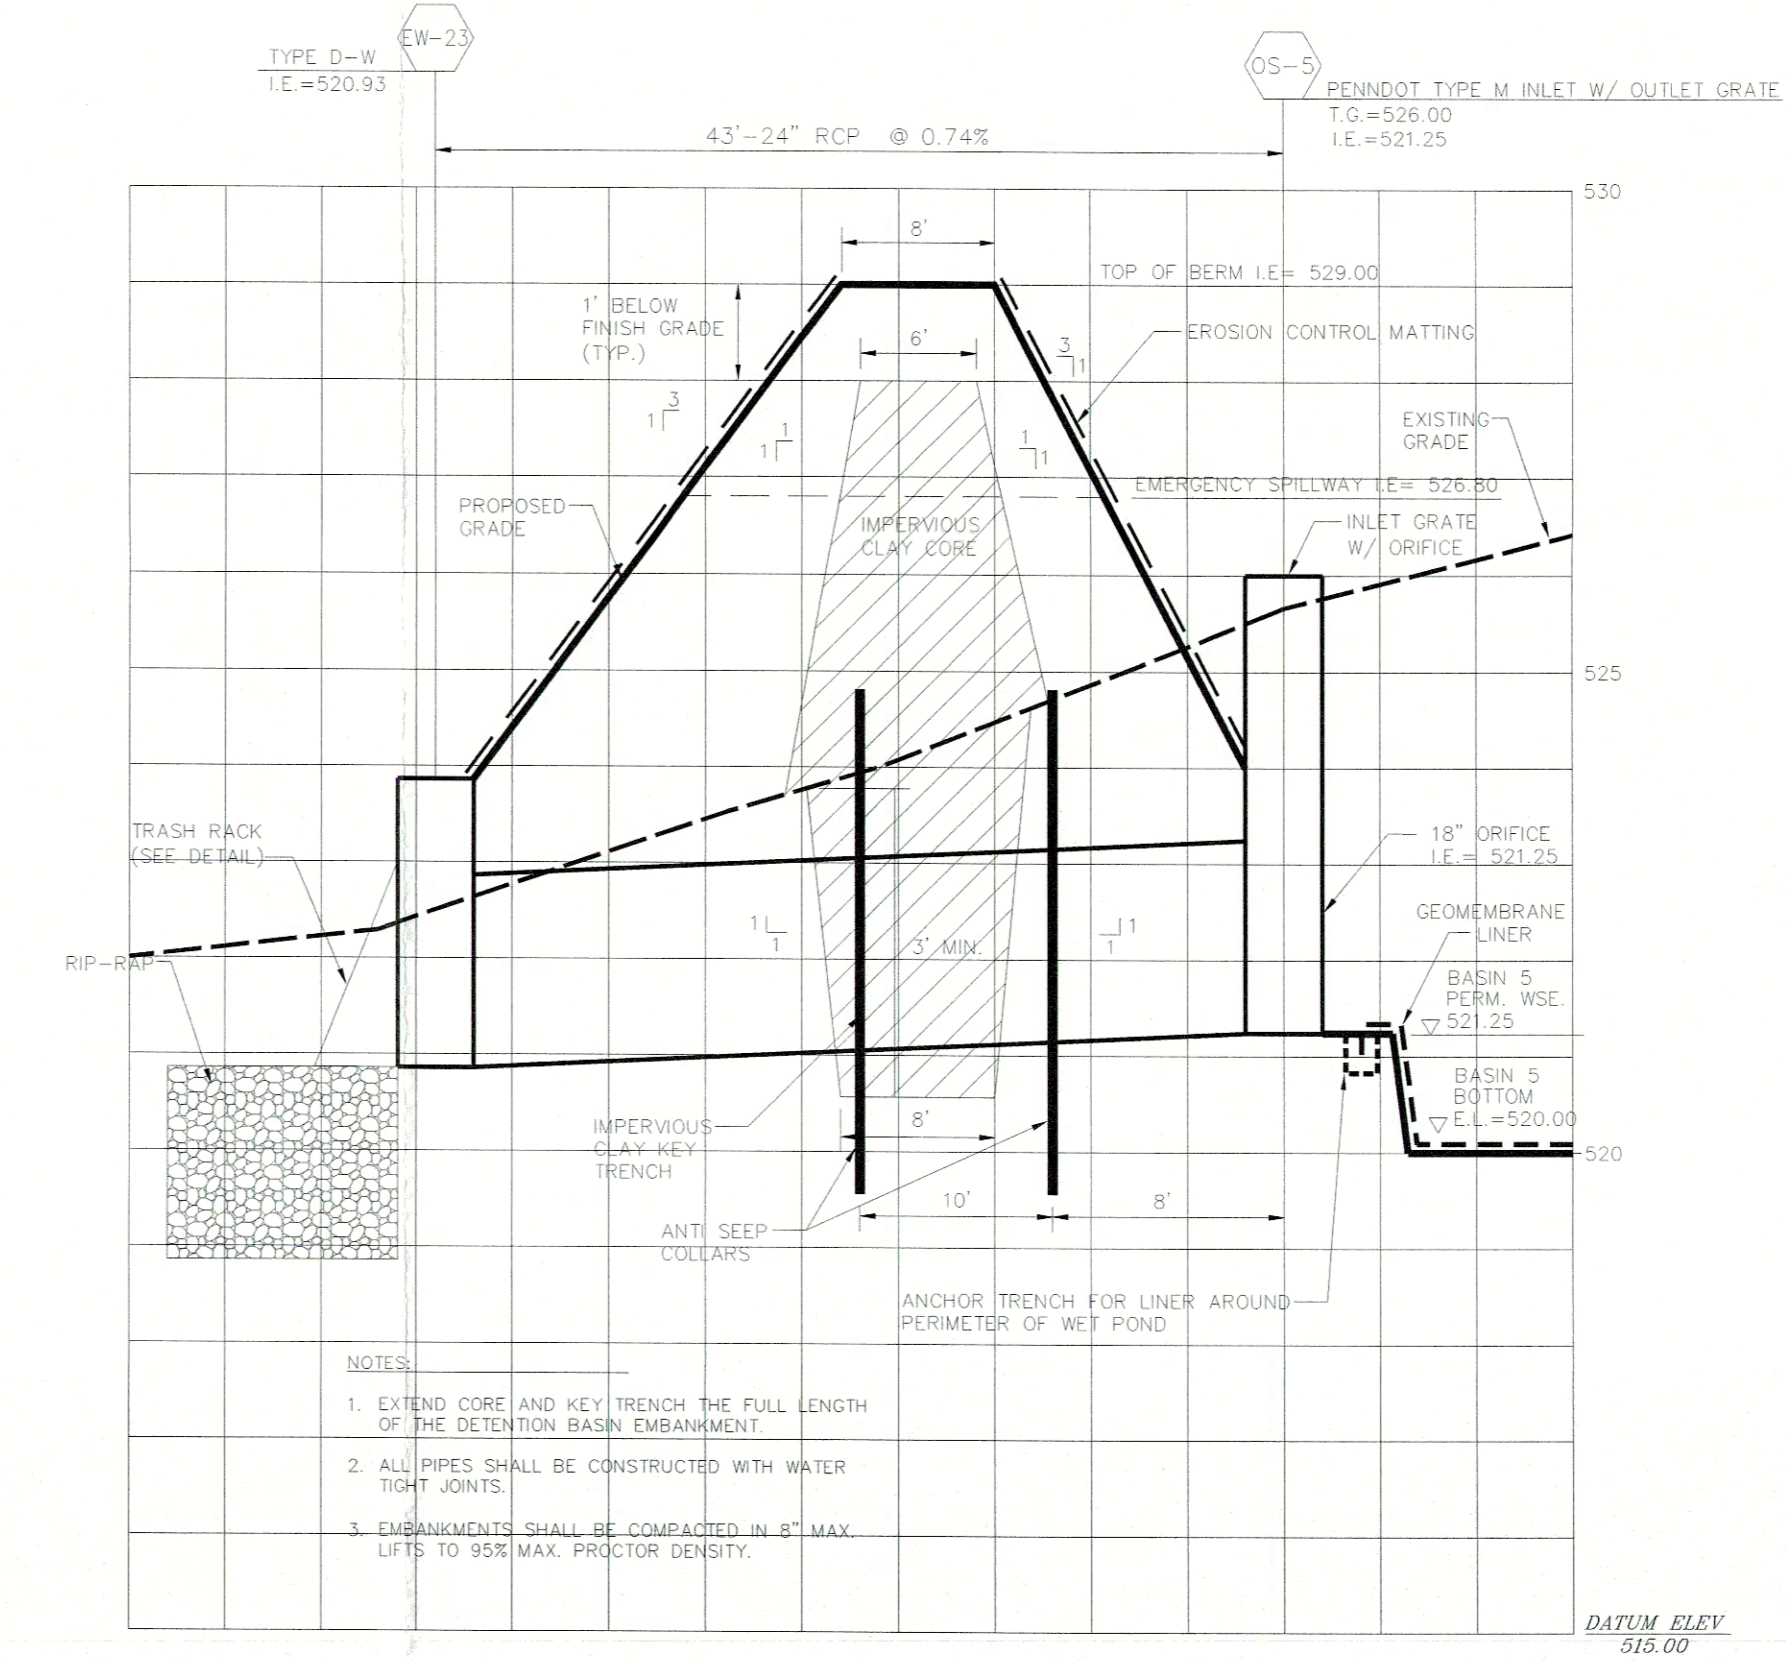 EW-23
TYPE D-W
I.E.=520.93
OS-5
PENNDOT TYPE M INLET W/ OUTLET GRATE
T.G.=526.00
I.E.=521.25
43'-24" RCP @ 0.74%
530
8'
TOP OF BERM I.E= 529.00
1' BELOW
FINISH GRADE
(TYP.)
6'
EROSION CONTROL MATTING
3
1
3
1
EXISTING
GRADE
1
1
1
1
EMERGENCY SPILLWAY I.E= 526.80
PROPOSED
GRADE
IMPERVIOUS
CLAY CORE
INLET GRATE
W/ ORIFICE
525
TRASH RACK
(SEE DETAIL)
18" ORIFICE
I.E.= 521.25
GEOMEMBRANE
LINER
1
1
3' MIN.
1
1
RIP-RAP
BASIN 5
PERM. WSE.
521.25
BASIN 5
BOTTOM
E.L.=520.00
IMPERVIOUS
CLAY KEY
TRENCH
8'
520
10'
8'
ANTI SEEP
COLLARS
ANCHOR TRENCH FOR LINER AROUND
PERIMETER OF WET POND
NOTES:
1. EXTEND CORE AND KEY TRENCH THE FULL LENGTH
OF THE DETENTION BASIN EMBANKMENT.
2. ALL PIPES SHALL BE CONSTRUCTED WITH WATER
TIGHT JOINTS.
3. EMBANKMENTS SHALL BE COMPACTED IN 8" MAX.
LIFTS TO 95% MAX. PROCTOR DENSITY.
DATUM ELEV
515.00